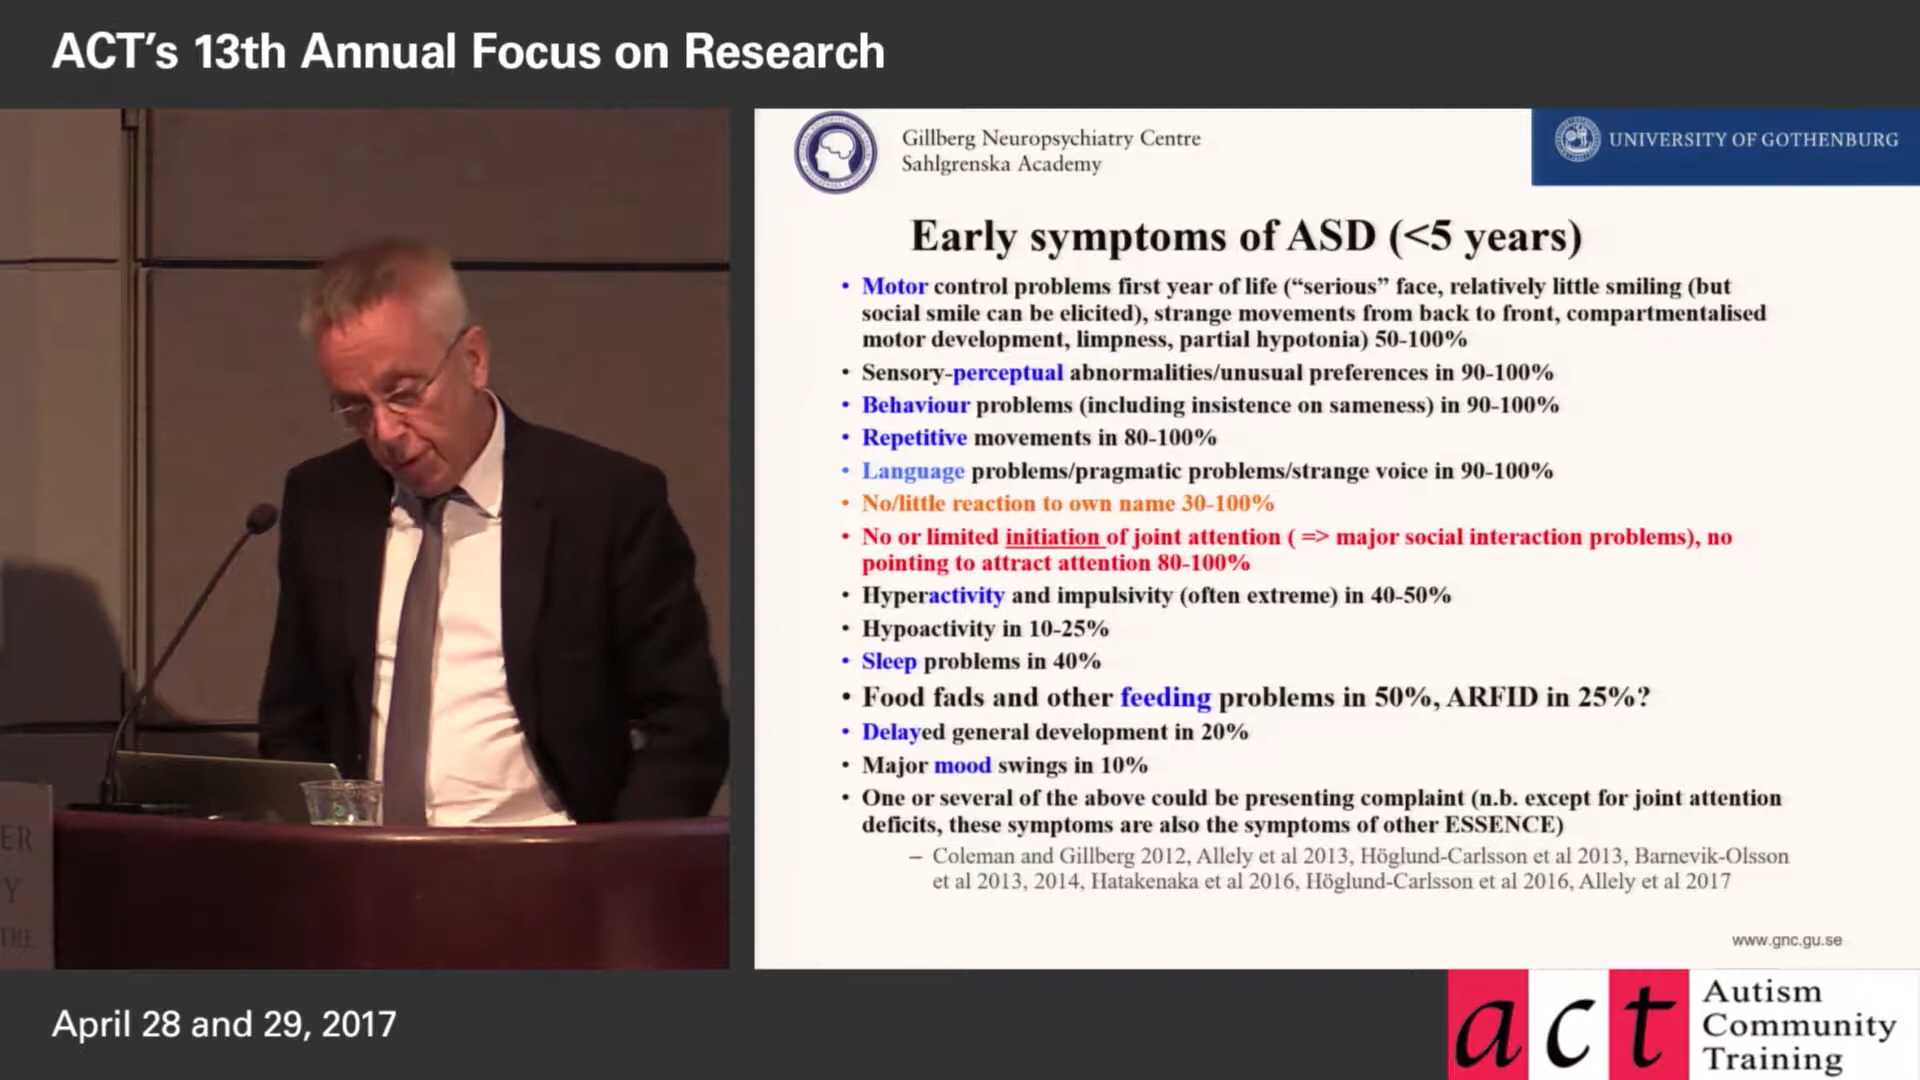 ACT's 13th Annual Focus on Research
Gillberg Neuropsychiatry Centre
Sahlgrenska Academy
UNIVERSITY OF GOTHENBURG
Early symptoms of ASD (<5 years)
• Motor control problems first year of life (“serious” face, relatively little smiling (but
social smile can be elicited), strange movements from back to front, compartmentalised
motor development, limpness, partial hypotonia) 50-100%
• Sensory-perceptual abnormalities/unusual preferences in 90-100%
• Behaviour problems (including insistence on sameness) in 90-100%
• Repetitive movements in 80-100%
• Language problems/pragmatic problems/strange voice in 90-100%
• No/little reaction to own name 30-100%
• No or limited initiation of joint attention ( => major social interaction problems), no
pointing to attract attention 80-100%
• Hyperactivity and impulsivity (often extreme) in 40-50%
• Hypoactivity in 10-25%
• Sleep problems in 40%
• Food fads and other feeding problems in 50%, ARFID in 25%?
• Delayed general development in 20%
• Major mood swings in 10%
• One or several of the above could be presenting complaint (n.b. except for joint attention
deficits, these symptoms are also the symptoms of other ESSENCE)
– Coleman and Gillberg 2012, Allely et al 2013, Höglund-Carlsson et al 2013, Barnevik-Olsson
et al 2013, 2014, Hatakenaka et al 2016, Höglund-Carlsson et al 2016, Allely et al 2017
www.gnc.gu.se
ER
Y
THE
April 28 and 29, 2017
act
Autism
Community
Training